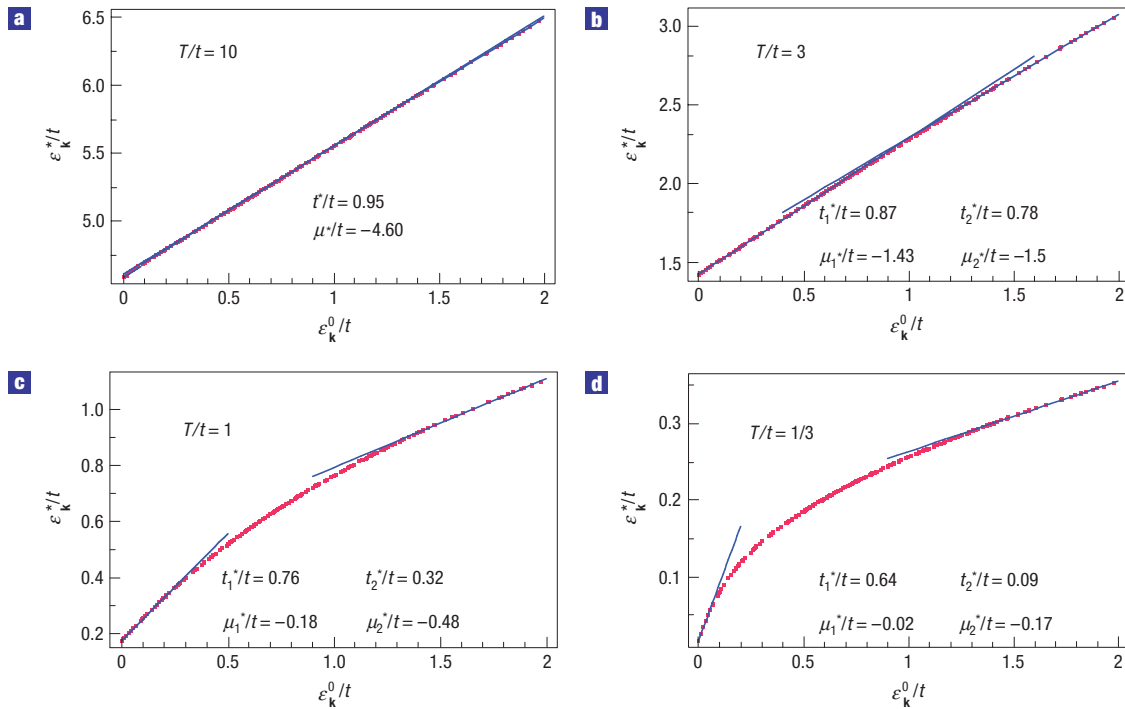 a
T/t = 10
ε*k/t
6.5
6.0
5.5
5.0
t*/t = 0.95
μ*/t = −4.60
0 0.5 1 1.5 2
ε⁰k/t
b
T/t = 3
ε*k/t
3.0
2.5
2.0
1.5
t₁*/t = 0.87 t₂*/t = 0.78
μ₁*/t = −1.43 μ₂*/t = −1.5
0 0.5 1 1.5 2
ε⁰k/t
c
T/t = 1
ε*k/t
1.0
0.8
0.6
0.4
0.2
t₁*/t = 0.76 t₂*/t = 0.32
μ₁*/t = −0.18 μ₂*/t = −0.48
0 0.5 1 1.5 2
ε⁰k/t
d
T/t = 1/3
ε*k/t
0.3
0.2
0.1
t₁*/t = 0.64 t₂*/t = 0.09
μ₁*/t = −0.02 μ₂*/t = −0.17
0 0.5 1 1.5 2
ε⁰k/t